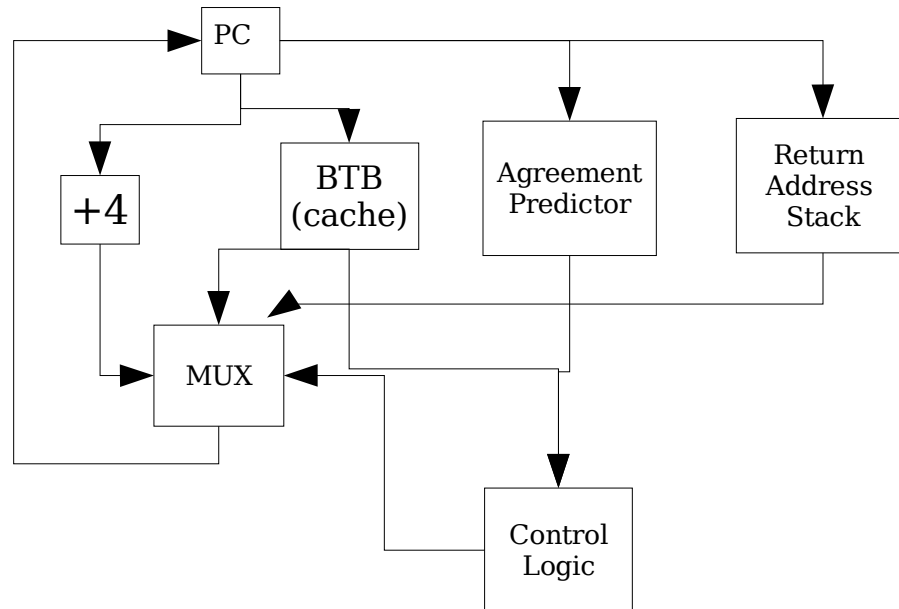 PC
+4
BTB
(cache)
Agreement
Predictor
Return
Address
Stack
MUX
Control
Logic